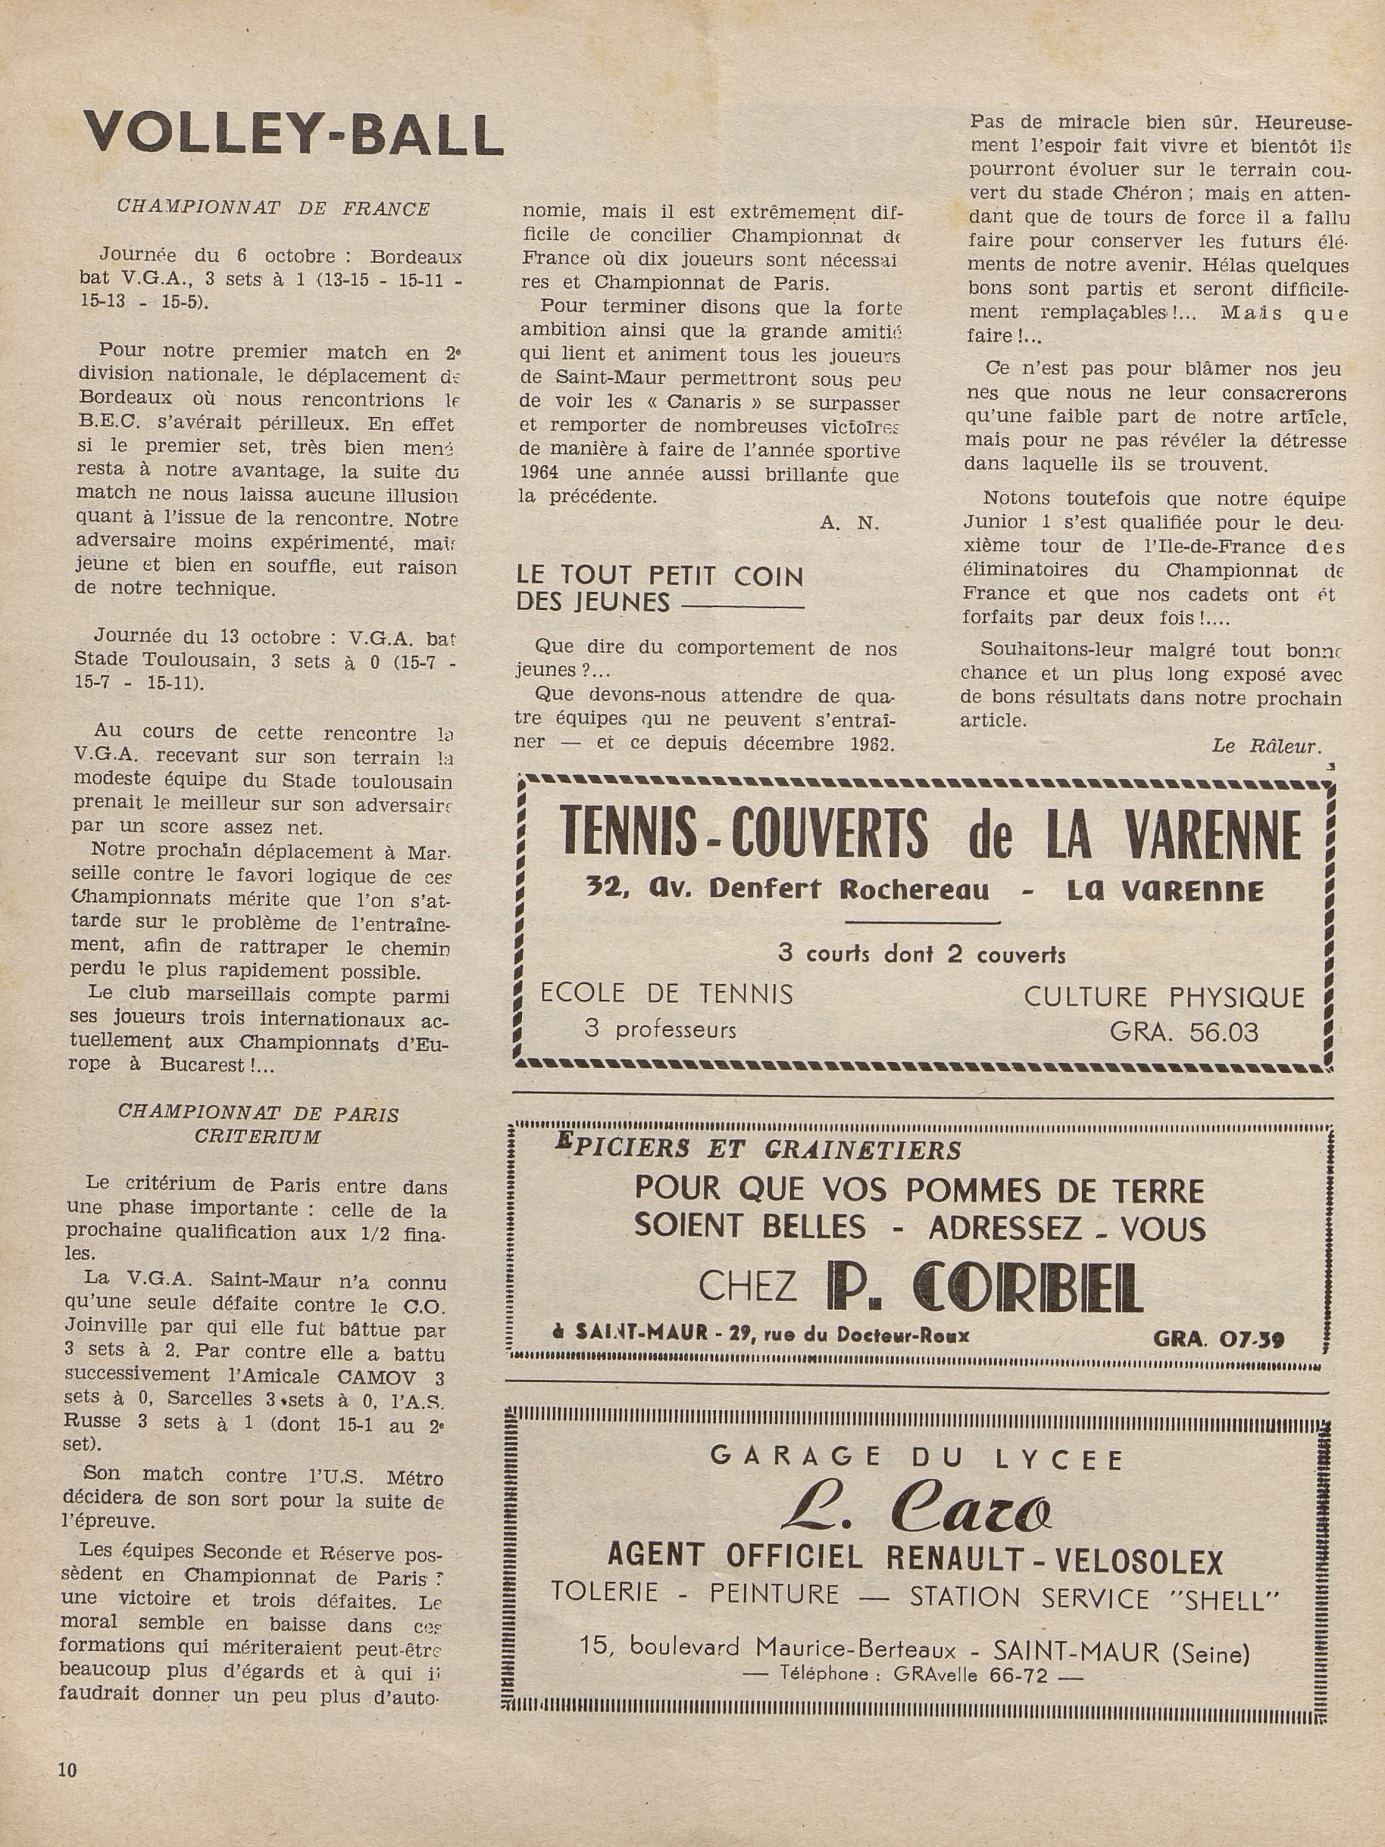 VOLLEY-BALL
CHAMPIONNAT DE FRANCE
Journée du 6 octobre : Bordeaux
bat V.G.A., 3 sets à 1 (13-15 - 15-11 -
15-13 - 15-5).
Pour notre premier match en 2e
division nationale, le déplacement de
Bordeaux où nous rencontrions le
B.E.C. s'avérait périlleux. En effet
si le premier set, très bien mené
resta à notre avantage, la suite du
match ne nous laissa aucune illusion
quant à l'issue de la rencontre. Notre
adversaire moins expérimenté, mais
jeune et bien en souffle, eut raison
de notre technique.
Journée du 13 octobre : V.G.A. bat
Stade Toulousain, 3 sets à 0 (15-7 -
15-7 - 15-11).
Au cours de cette rencontre la
V.G.A. recevant sur son terrain la
modeste équipe du Stade toulousain
prenait le meilleur sur son adversaire
par un score assez net.
Notre prochain déplacement à Mar-
seille contre le favori logique de ces
Championnats mérite que l'on s'at-
tarde sur le problème de l'entraîne-
ment, afin de rattraper le chemin
perdu le plus rapidement possible.
Le club marseillais compte parmi
ses joueurs trois internationaux ac-
tuellement aux Championnats d'Eu-
rope à Bucarest !...
CHAMPIONNAT DE PARIS
CRITERIUM
Le critérium de Paris entre dans
une phase importante : celle de la
prochaine qualification aux 1/2 fina-
les.
La V.G.A. Saint-Maur n'a connu
qu'une seule défaite contre le C.O.
Joinville par qui elle fut bâttue par
3 sets à 2. Par contre elle a battu
successivement l'Amicale CAMOV 3
sets à 0, Sarcelles 3 sets à 0, l'A.S.
Russe 3 sets à 1 (dont 15-1 au 2e
set).
Son match contre l'U.S. Métro
décidera de son sort pour la suite de
l'épreuve.
Les équipes Seconde et Réserve pos-
sèdent en Championnat de Paris :
une victoire et trois défaites. Le
moral semble en baisse dans ces
formations qui mériteraient peut-être
beaucoup plus d'égards et à qui il
faudrait donner un peu plus d'auto-
nomie, mais il est extrêmement dif-
ficile de concilier Championnat de
France où dix joueurs sont nécessai
res et Championnat de Paris.
Pour terminer disons que la forte
ambition ainsi que la grande amitié
qui lient et animent tous les joueurs
de Saint-Maur permettront sous peu
de voir les « Canaris » se surpasser
et remporter de nombreuses victoires
de manière à faire de l'année sportive
1964 une année aussi brillante que
la précédente.
A. N.
LE TOUT PETIT COIN
DES JEUNES
Que dire du comportement de nos
jeunes ?...
Que devons-nous attendre de qua-
tre équipes qui ne peuvent s'entraî-
ner — et ce depuis décembre 1962.
Pas de miracle bien sûr. Heureuse-
ment l'espoir fait vivre et bientôt ils
pourront évoluer sur le terrain cou-
vert du stade Chéron ; mais en atten-
dant que de tours de force il a fallu
faire pour conserver les futurs élé-
ments de notre avenir. Hélas quelques
bons sont partis et seront difficile-
ment remplaçables !... Mais que
faire !...
Ce n'est pas pour blâmer nos jeu
nes que nous ne leur consacrerons
qu'une faible part de notre article,
mais pour ne pas révéler la détresse
dans laquelle ils se trouvent.
Notons toutefois que notre équipe
Junior 1 s'est qualifiée pour le deu-
xième tour de l'Ile-de-France des
éliminatoires du Championnat de
France et que nos cadets ont ét
forfaits par deux fois !....
Souhaitons-leur malgré tout bonne
chance et un plus long exposé avec
de bons résultats dans notre prochain
article.
Le Râleur.
TENNIS - COUVERTS de LA VARENNE
32, av. Denfert Rochereau - La VARENNE
3 courts dont 2 couverts
ECOLE DE TENNIS
3 professeurs
CULTURE PHYSIQUE
GRA. 56.03
EPICIERS ET GRAINETIERS
POUR QUE VOS POMMES DE TERRE
SOIENT BELLES - ADRESSEZ - VOUS
CHEZ P. CORBEL
à SAINT-MAUR - 29, rue du Docteur-Roux GRA. 07-39
GARAGE DU LYCEE
L. Caro
AGENT OFFICIEL RENAULT - VELOSOLEX
TOLERIE - PEINTURE — STATION SERVICE "SHELL"
15, boulevard Maurice-Berteaux - SAINT-MAUR (Seine)
— Téléphone : GRAvelle 66-72 —
10